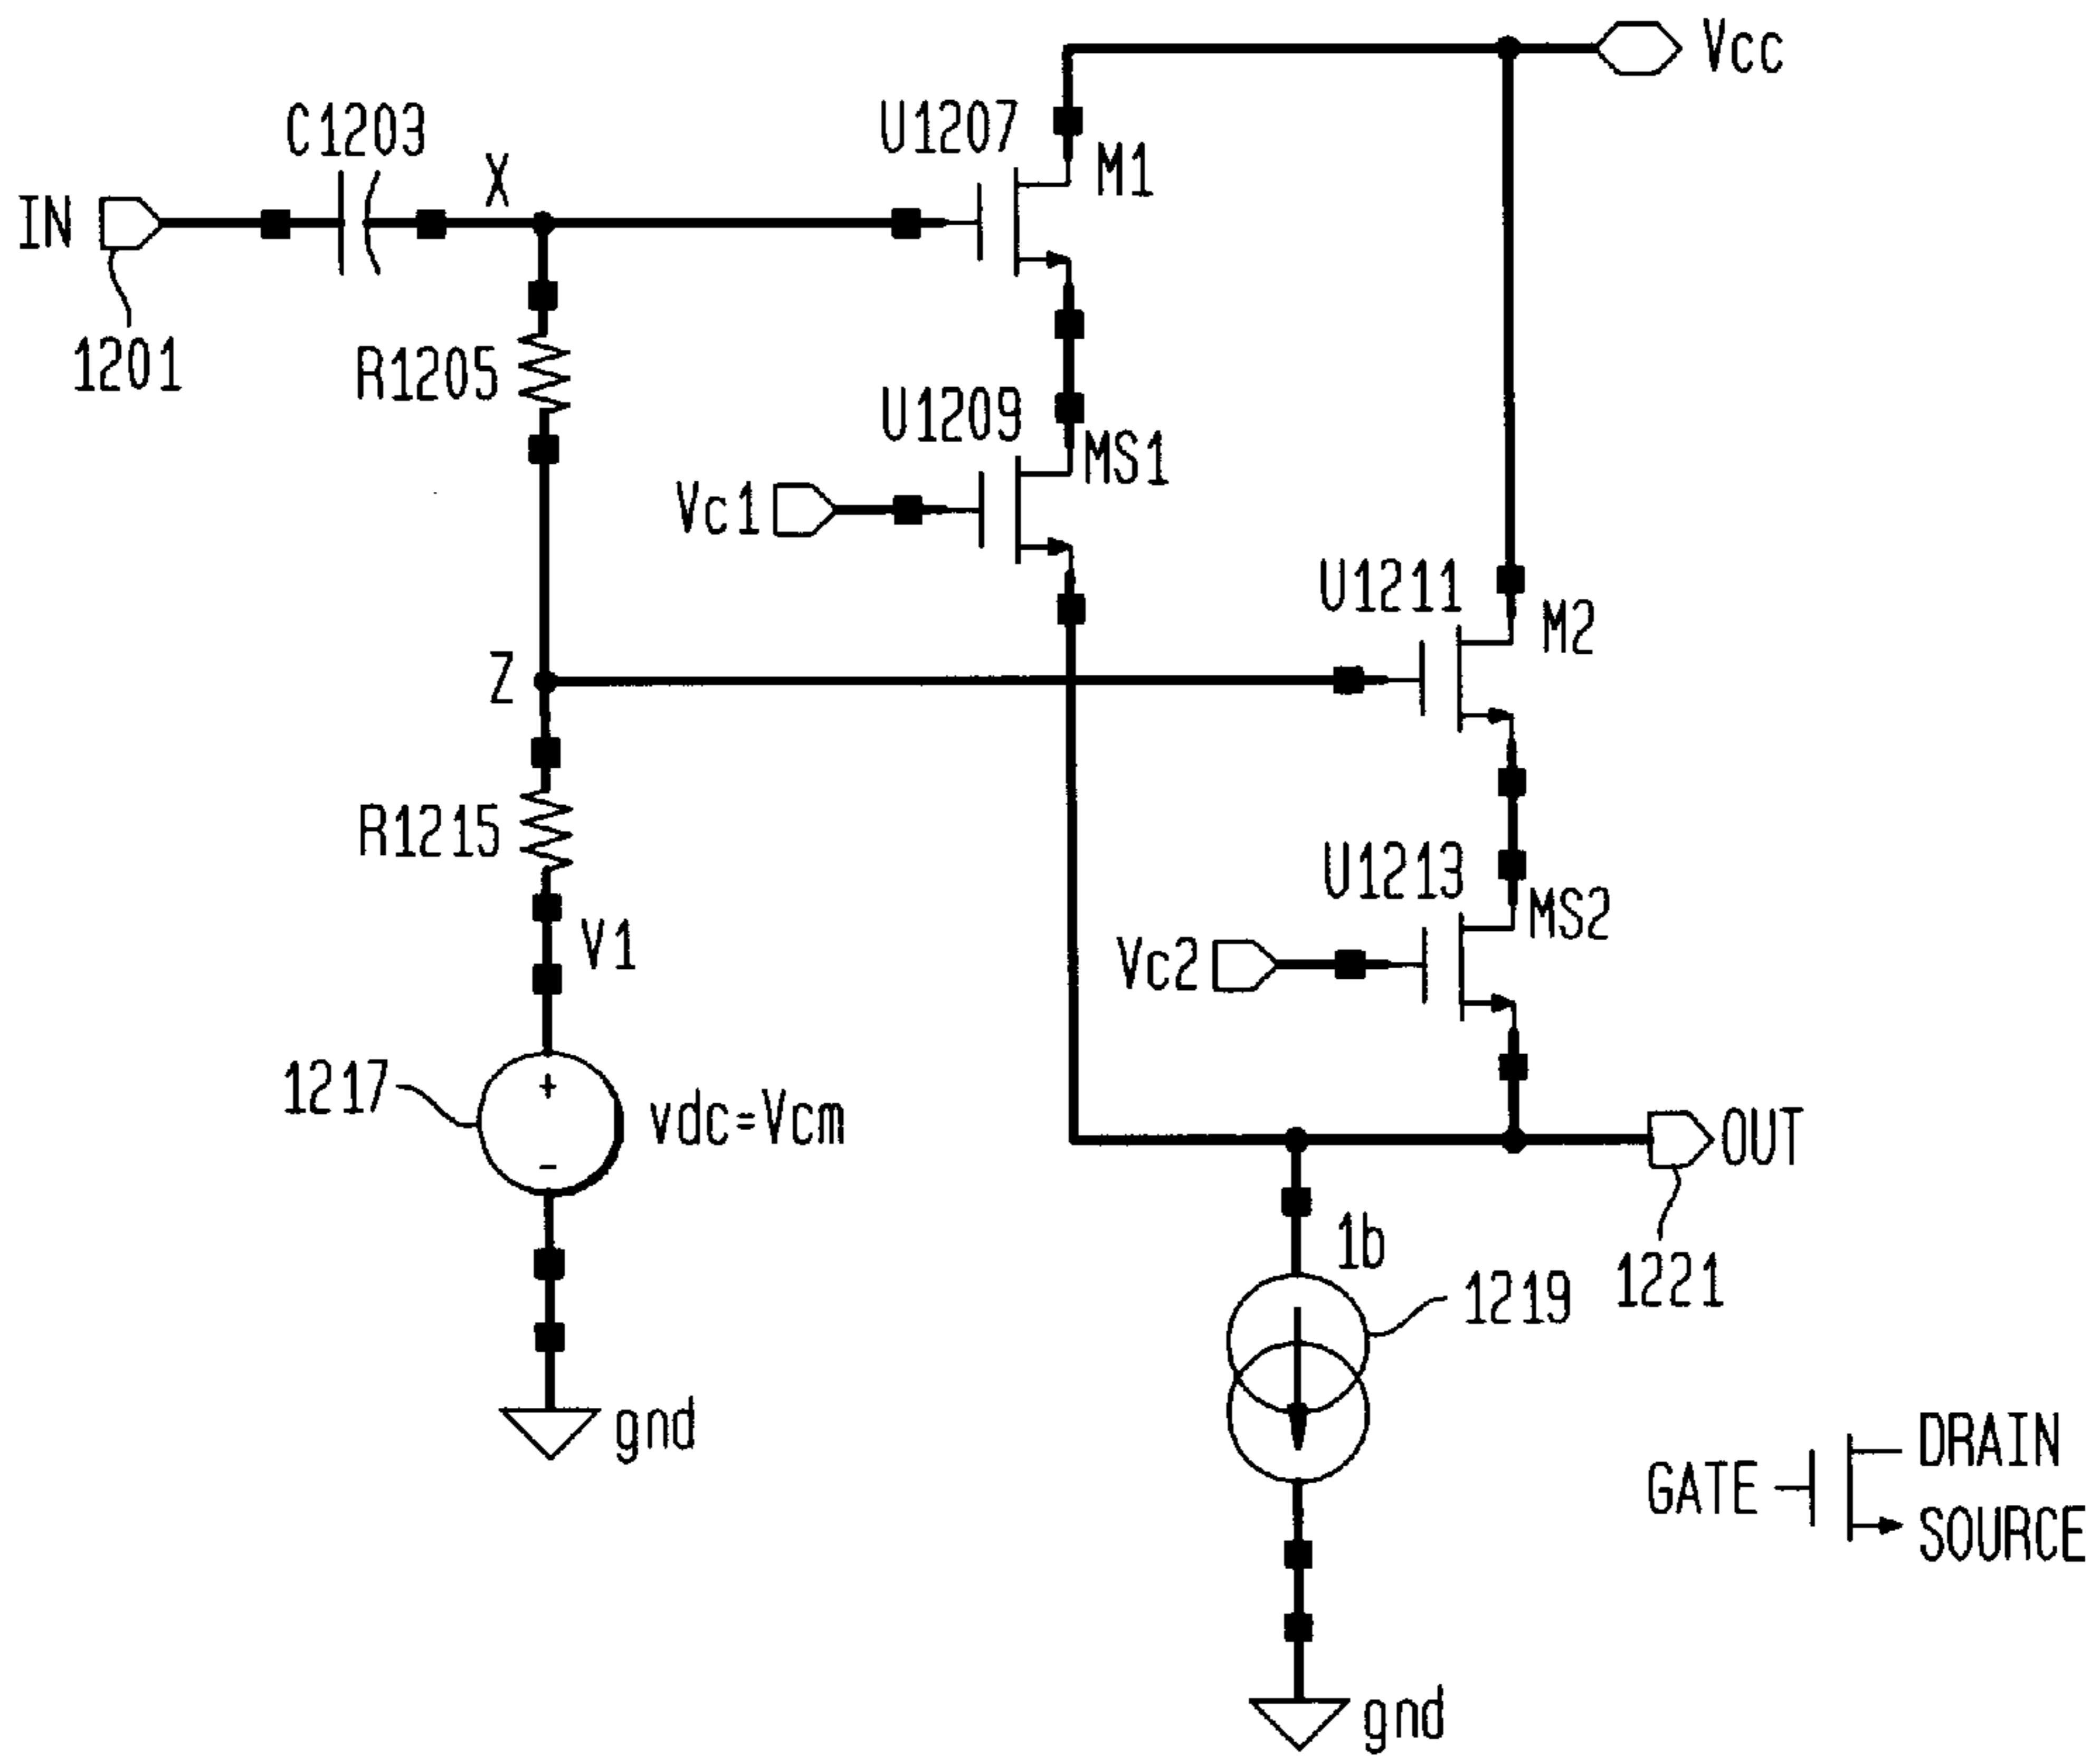 Vcc
C1203
U1207
X
M1
IN
1201
R1205
U1209
MS1
Vc1
U1211
M2
Z
R1215
U1213
MS2
V1
Vc2
1217
vdc=Vcm
OUT
1b
1219
1221
gnd
DRAIN
GATE
SOURCE
gnd
+
-